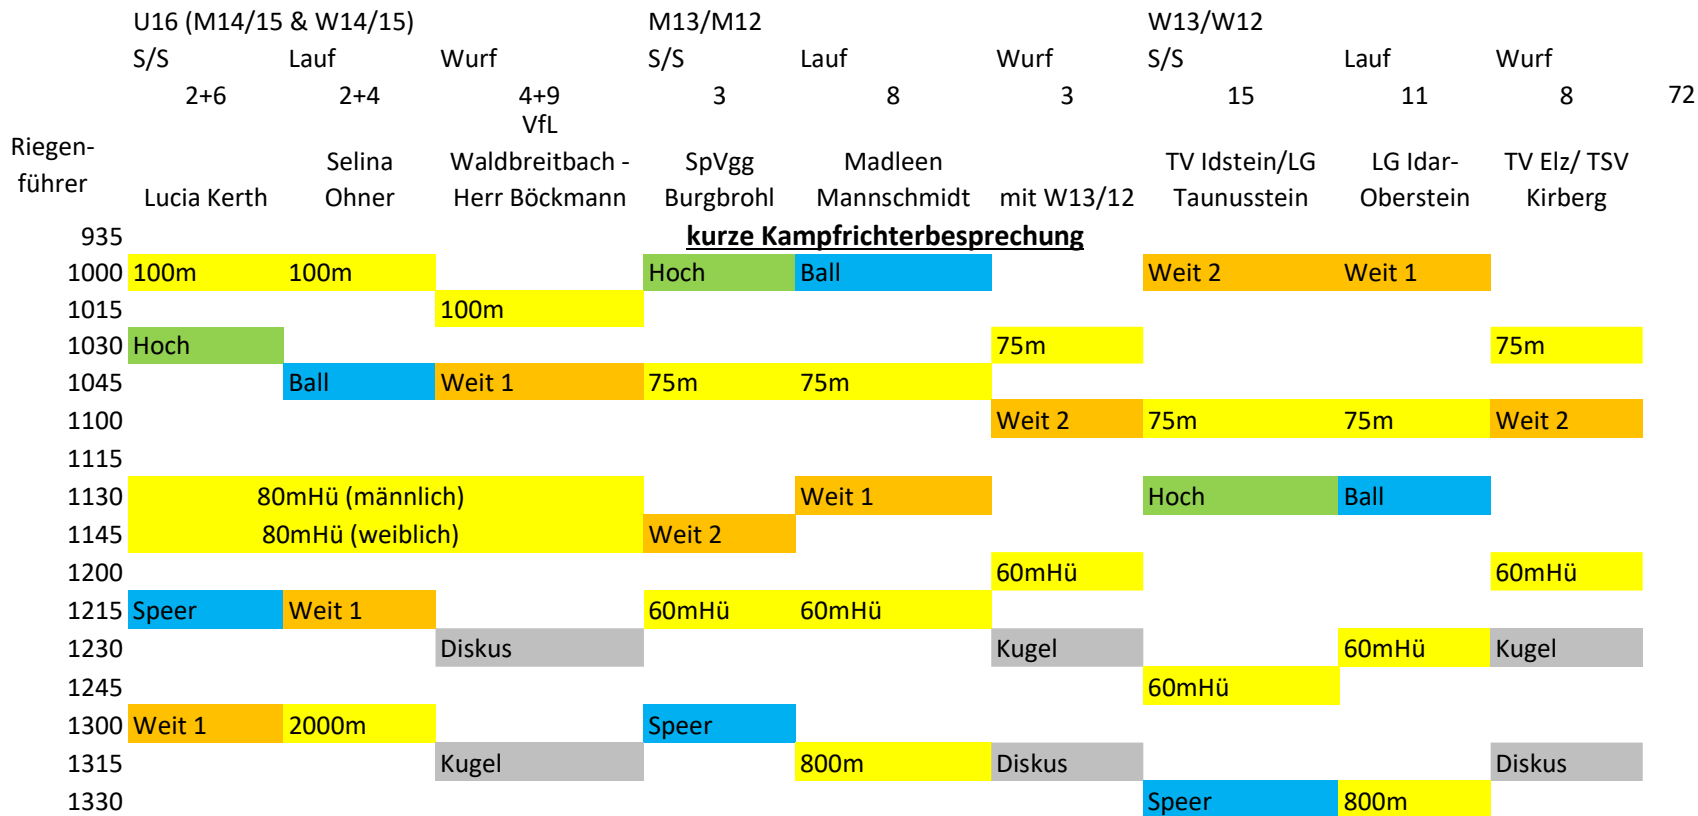 U16 (M14/15 & W14/15) M13/M12 W13/W12
S/S Lauf Wurf S/S Lauf Wurf S/S Lauf Wurf
2+6 2+4 4+9 3 8 3 15 11 8 72
VfL
Riegen-
führer
Selina Waldbreitbach - SpVgg Madleen TV Idstein/LG LG Idar- TV Elz/ TSV
Lucia Kerth Ohner Herr Böckmann Burgbrohl Mannschmidt mit W13/12 Taunusstein Oberstein Kirberg
935 kurze Kampfrichterbesprechung
1000 100m 100m Hoch Ball Weit 2 Weit 1
1015 100m
1030 Hoch 75m 75m
1045 Ball Weit 1 75m 75m
1100 Weit 2 75m 75m Weit 2
1115
1130 80mHü (männlich) Weit 1 Hoch Ball
1145 80mHü (weiblich) Weit 2
1200 60mHü 60mHü
1215 Speer Weit 1 60mHü 60mHü
1230 Diskus Kugel 60mHü Kugel
1245 60mHü
1300 Weit 1 2000m Speer
1315 Kugel 800m Diskus Diskus
1330 Speer 800m